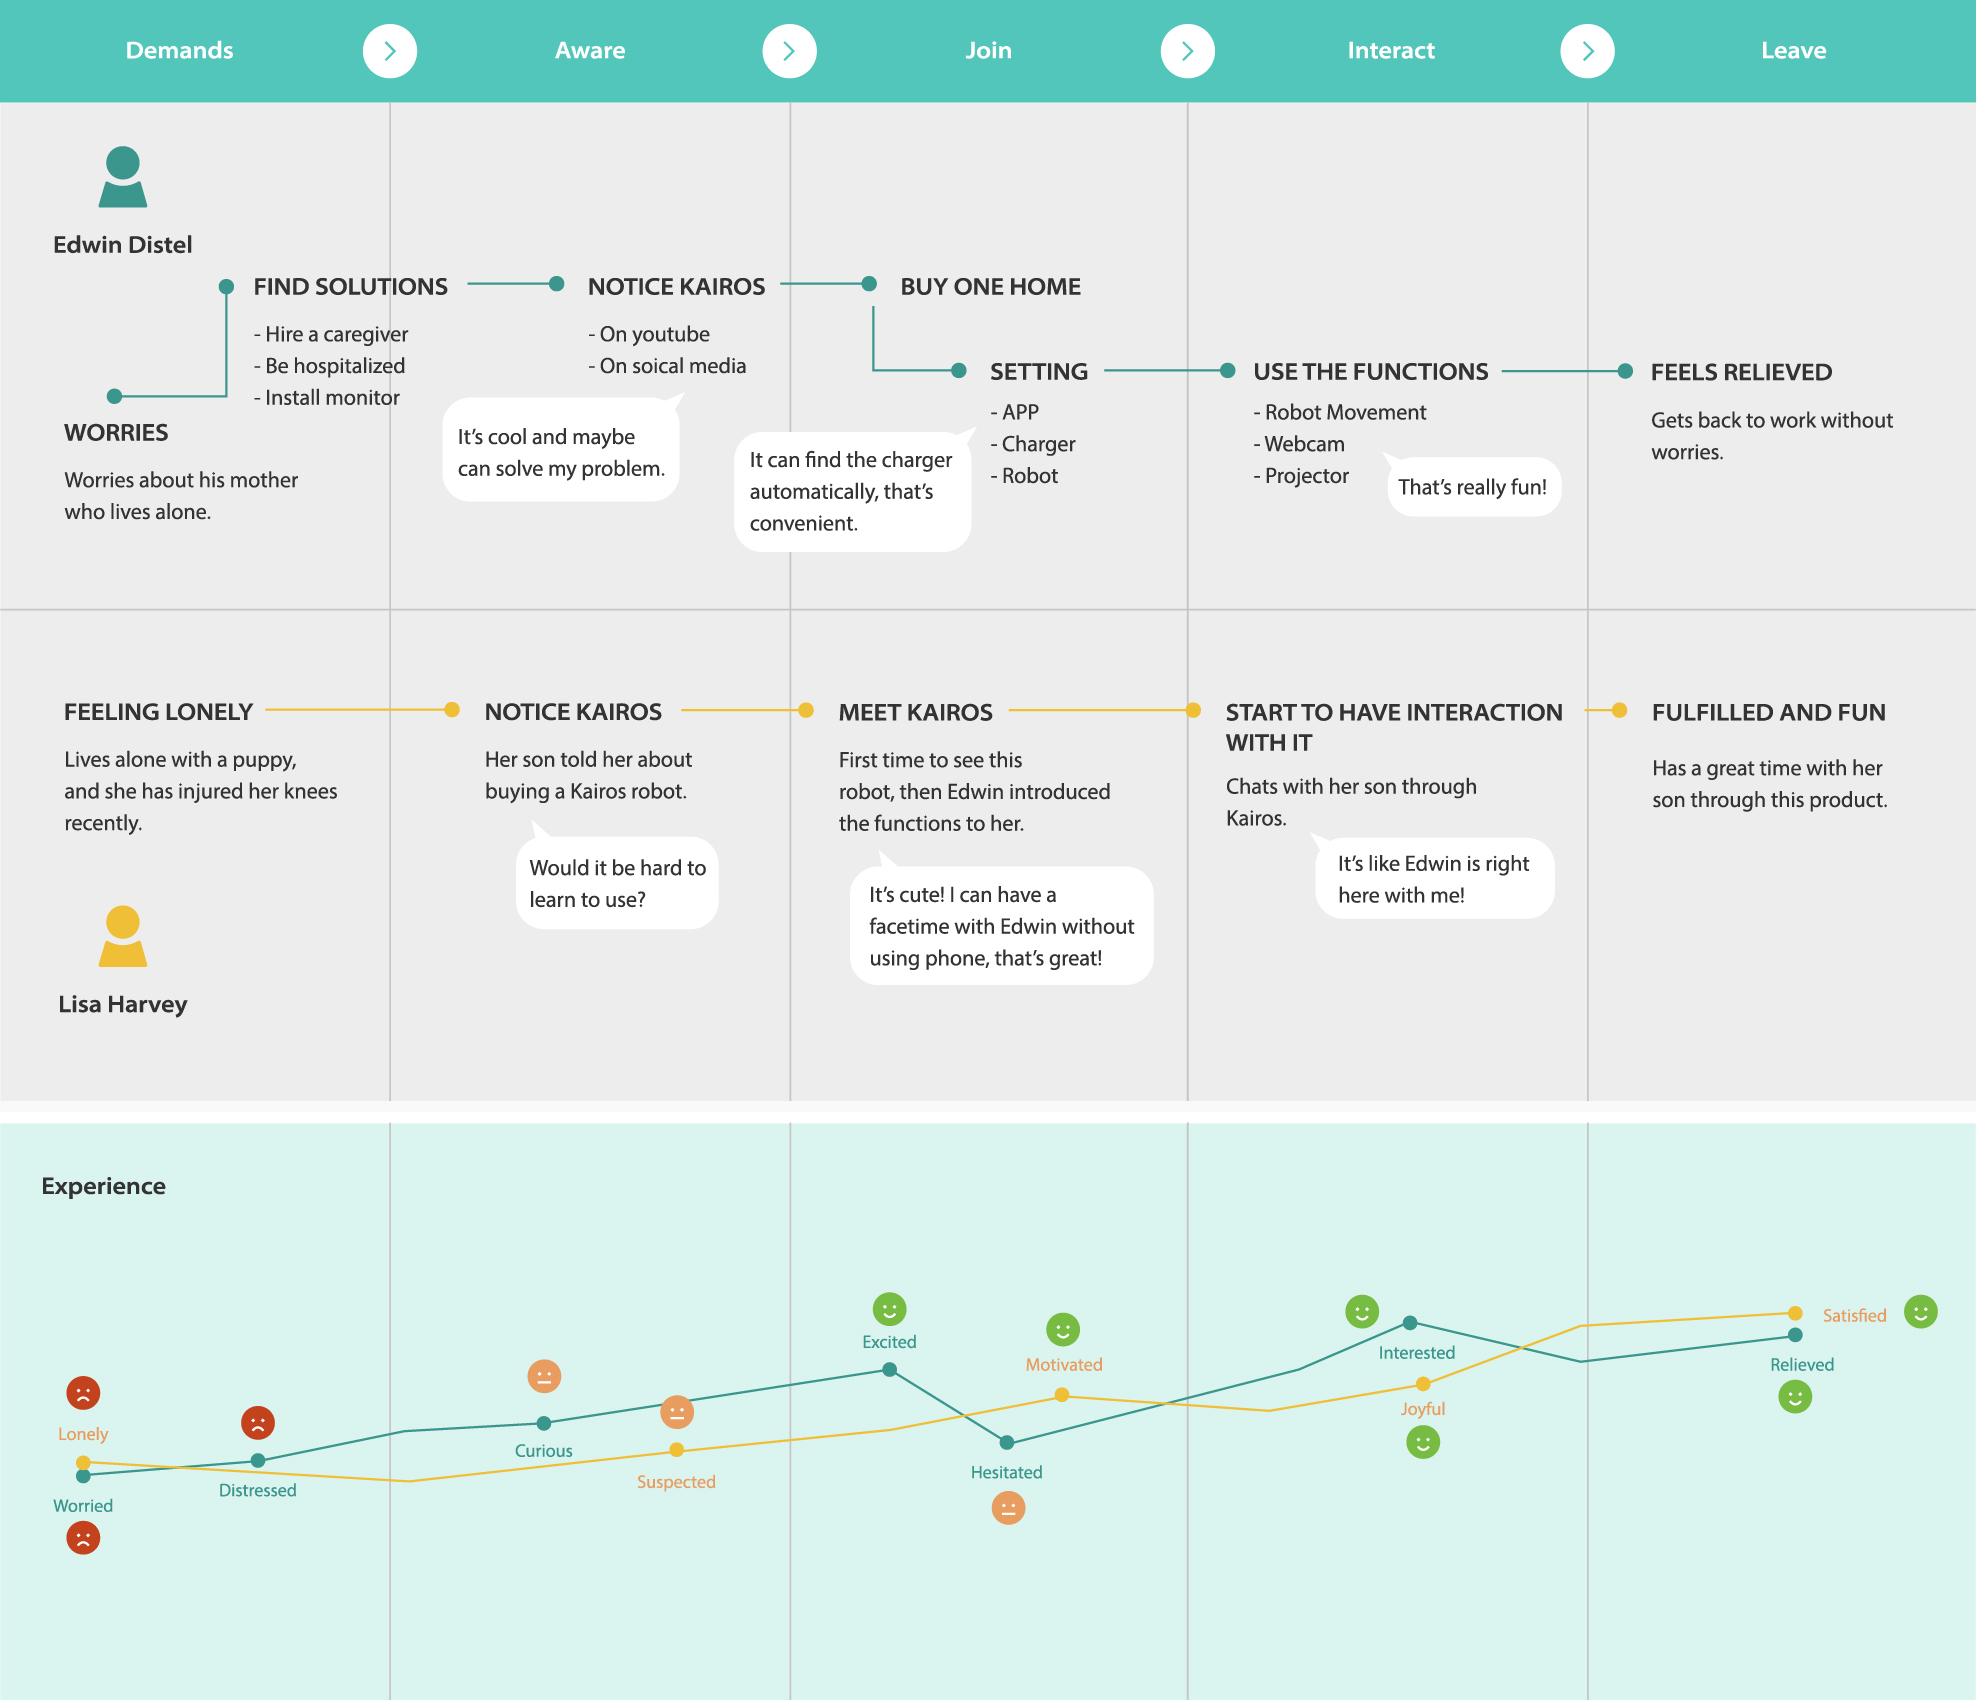 Demands
Aware
Join
Interact
Leave
Edwin Distel
WORRIES
Worries about his mother
who lives alone.
FIND SOLUTIONS
- Hire a caregiver
- Be hospitalized
- Install monitor
NOTICE KAIROS
- On youtube
- On soical media
It's cool and maybe
can solve my problem.
BUY ONE HOME
SETTING
- APP
- Charger
- Robot
It can find the charger
automatically, that's
convenient.
USE THE FUNCTIONS
- Robot Movement
- Webcam
- Projector
That's really fun!
FEELS RELIEVED
Gets back to work without
worries.
FEELING LONELY
Lives alone with a puppy,
and she has injured her knees
recently.
Lisa Harvey
NOTICE KAIROS
Her son told her about
buying a Kairos robot.
Would it be hard to
learn to use?
MEET KAIROS
First time to see this
robot, then Edwin introduced
the functions to her.
It's cute! I can have a
facetime with Edwin without
using phone, that's great!
START TO HAVE INTERACTION
WITH IT
Chats with her son through
Kairos.
It's like Edwin is right
here with me!
FULFILLED AND FUN
Has a great time with her
son through this product.
Experience
Lonely
Worried
Distressed
Curious
Suspected
Excited
Motivated
Hesitated
Interested
Joyful
Satisfied
Relieved